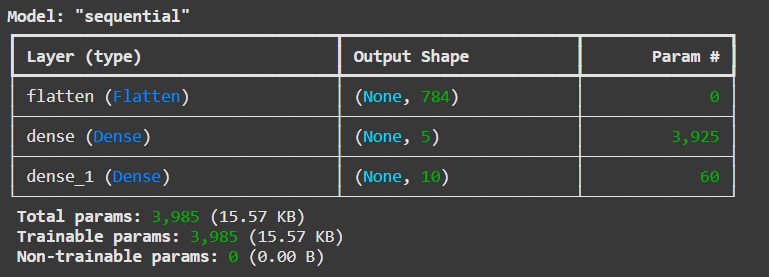 Model: "sequential"
Layer (type) Output Shape Param #
flatten (Flatten) (None, 784) 0
dense (Dense) (None, 5) 3,925
dense_1 (Dense) (None, 10) 60
Total params: 3,985 (15.57 KB)
Trainable params: 3,985 (15.57 KB)
Non-trainable params: 0 (0.00 B)